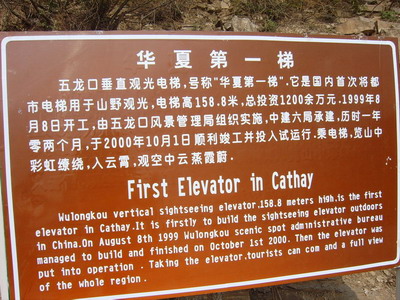 华夏第一梯
五龙口垂直观光电梯,号称"华夏第一梯".它是国内首次将都
市电梯用于山野观光,电梯高158.8米,总投资1200余万元.1999年8
月8日开工,由五龙口风景管理局组织实施,中建六局承建,历时一年
零两个月,于2000年10月1日顺利竣工并投入试运行.乘电梯,览山中
彩虹缭绕,入云霄,观空中云蒸霞蔚.
First Elevator in Cathay
Wulongkou vertical sightseeing elevator.158.8 meters high.is the first
elevator in Cathay.It is firstly to build the sightseeing elevator outdoors
in China.On August 8th 1999 Wulongkou scenic spot administrative bureau
managed to build and finished on October 1st 2000. Then the elevator was
put into operation . Taking the elevator.tourists can com and a full view
of the whole region.